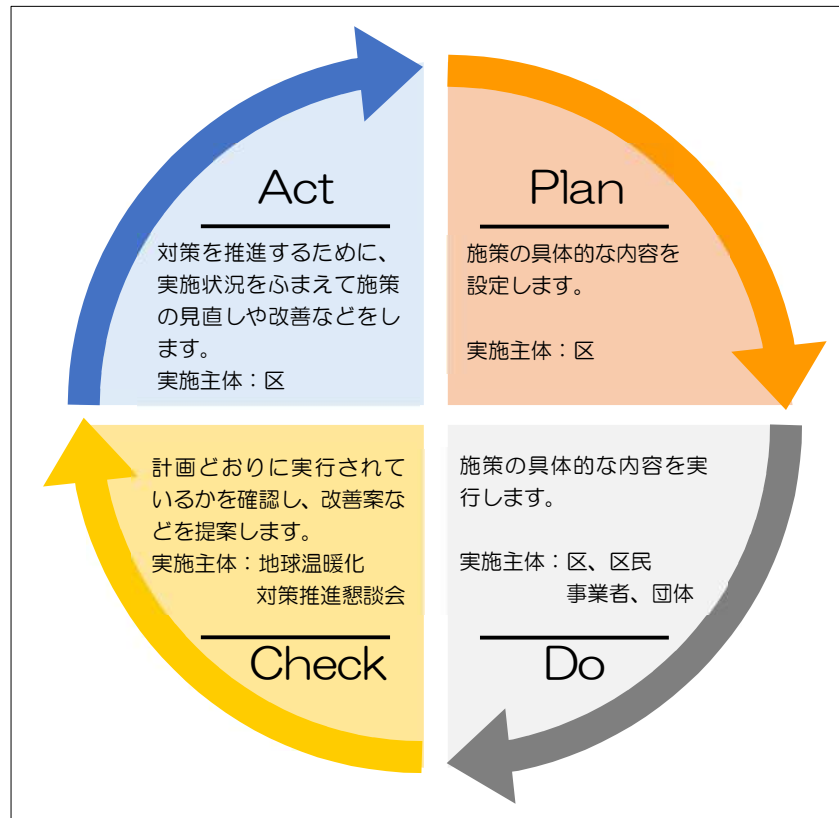 Act
対策を推進するために、
実施状況をふまえて施策
の見直しや改善などをし
ます。
実施主体：区
Plan
施策の具体的な内容を
設定します。
実施主体：区
計画どおりに実行されて
いるかを確認し、改善案な
どを提案します。
実施主体：地球温暖化
対策推進懇談会
Check
施策の具体的な内容を実
行します。
実施主体：区、区民
事業者、団体
Do